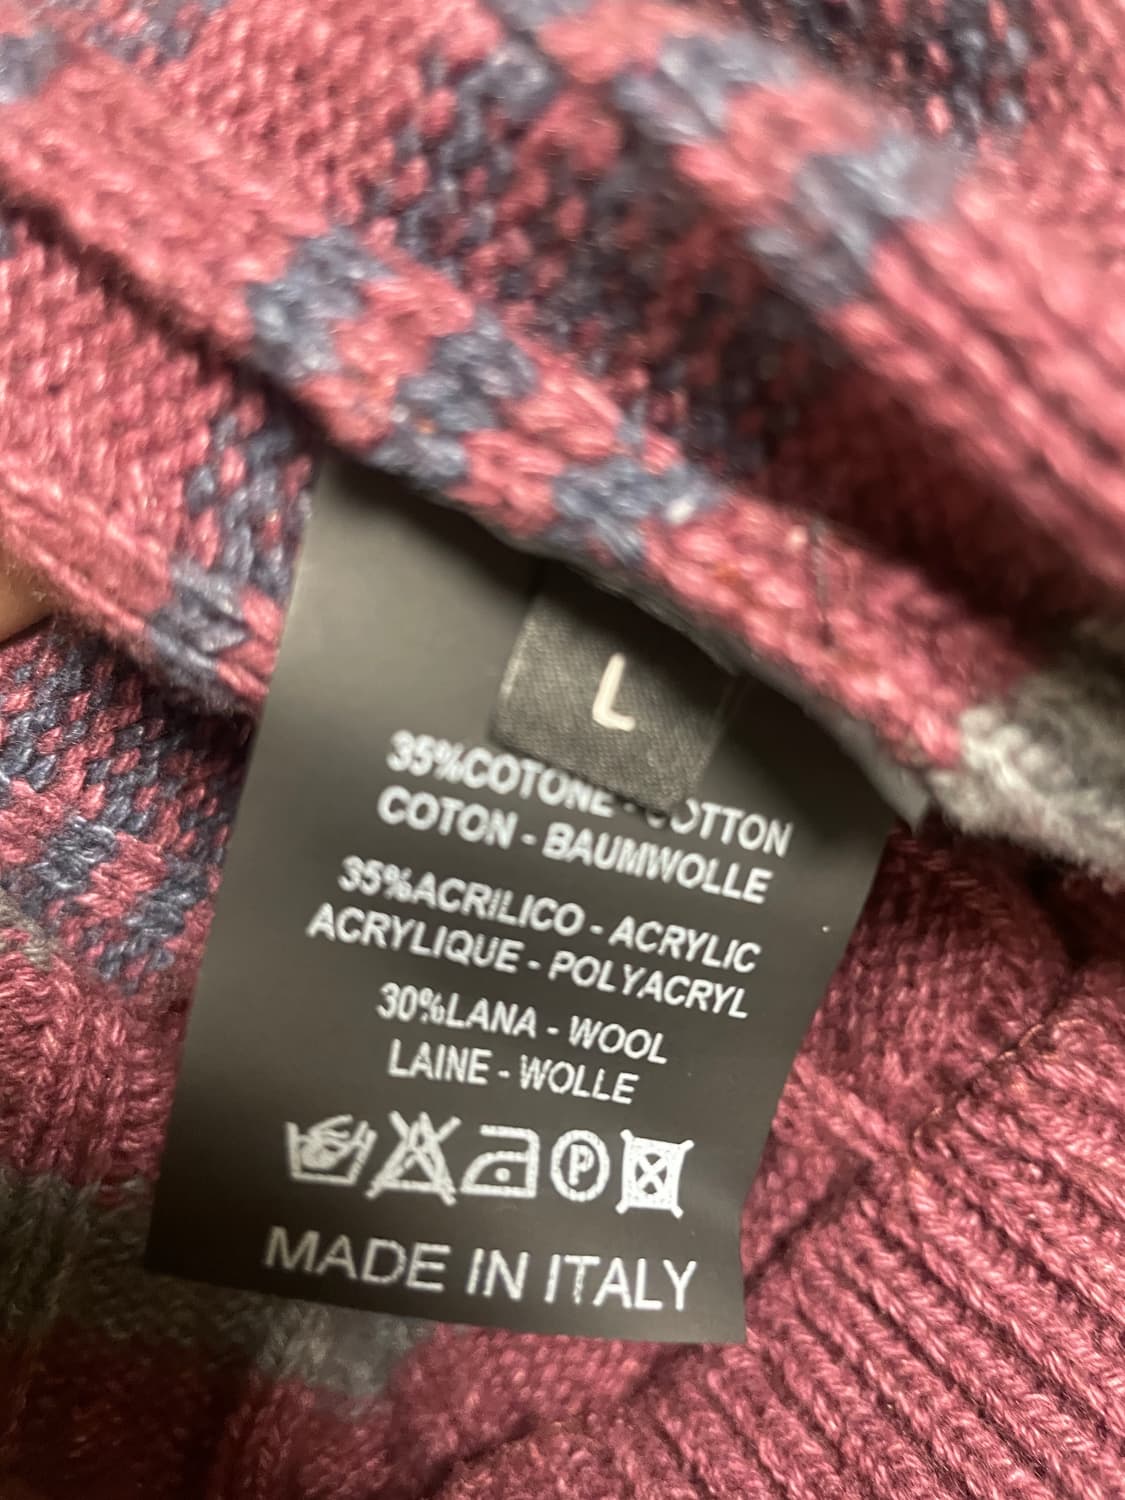 L
35%COTONE - COTTON
COTON - BAUMWOLLE
35%ACRILICO - ACRYLIC
ACRYLIQUE - POLYACRYL
30%LANA - WOOL
LAINE - WOLLE
P
MADE IN ITALY